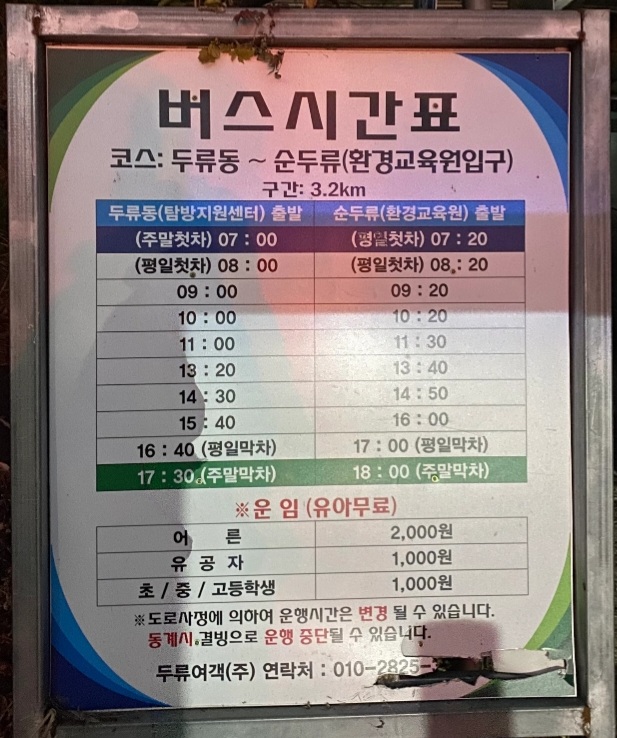 버스시간표
코스: 두류동 ~ 순두류(환경교육원입구)
구간: 3.2km
두류동(탐방지원센터) 출발 순두류(환경교육원) 출발
(주말첫차) 07 : 00 (평일첫차) 07 : 20
(평일첫차) 08 : 00 (평일첫차) 08 : 20
09 : 00 09 : 20
10 : 00 10 : 20
11 : 00 11 : 30
13 : 20 13 : 40
14 : 30 14 : 50
15 : 40 16 : 00
16 : 40 (평일막차) 17 : 00 (평일막차)
17 : 30 (주말막차) 18 : 00 (주말막차)
※운 임 (유아무료)
어 른 2,000원
유 공 자 1,000원
초 / 중 / 고등학생 1,000원
※도로사정에 의하여 운행시간은 변경 될 수 있습니다.
동계시 결빙으로 운행 중단될 수 있습니다.
두류여객(주) 연락처 : 010-2825-